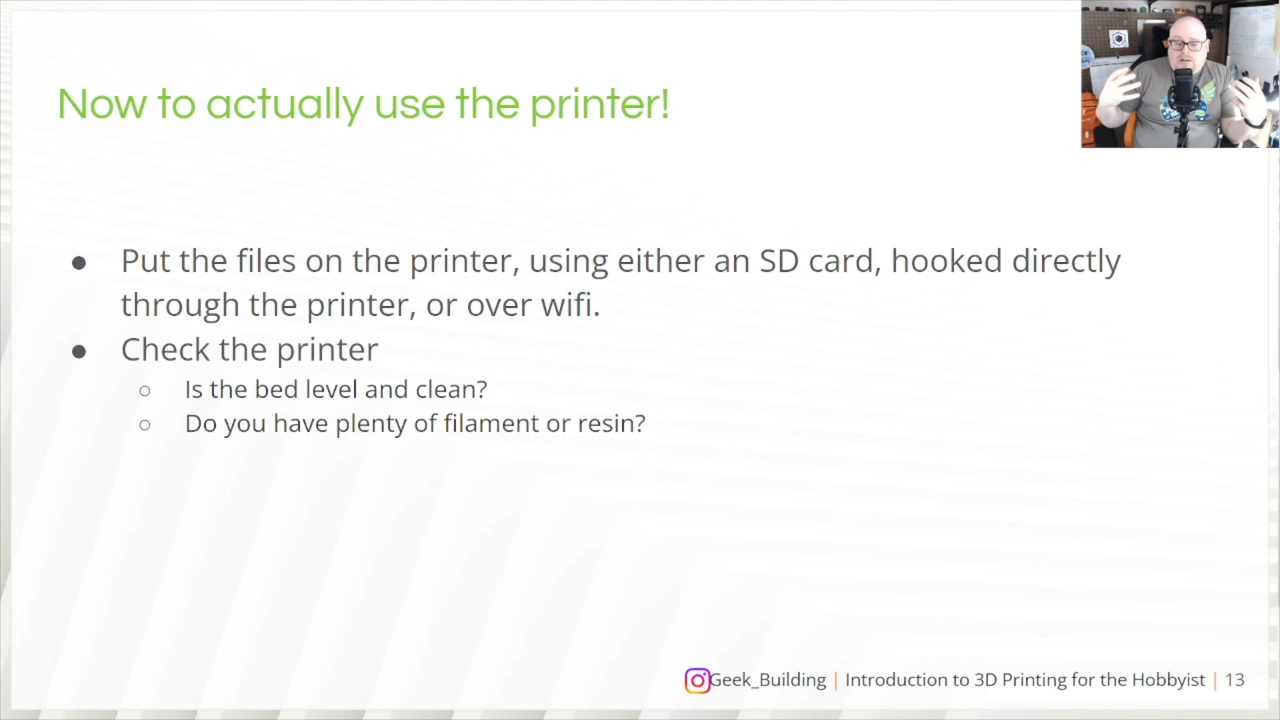 Now to actually use the printer!
● Put the files on the printer, using either an SD card, hooked directly
through the printer, or over wifi.
● Check the printer
○ Is the bed level and clean?
○ Do you have plenty of filament or resin?
Geek_Building | Introduction to 3D Printing for the Hobbyist | 13